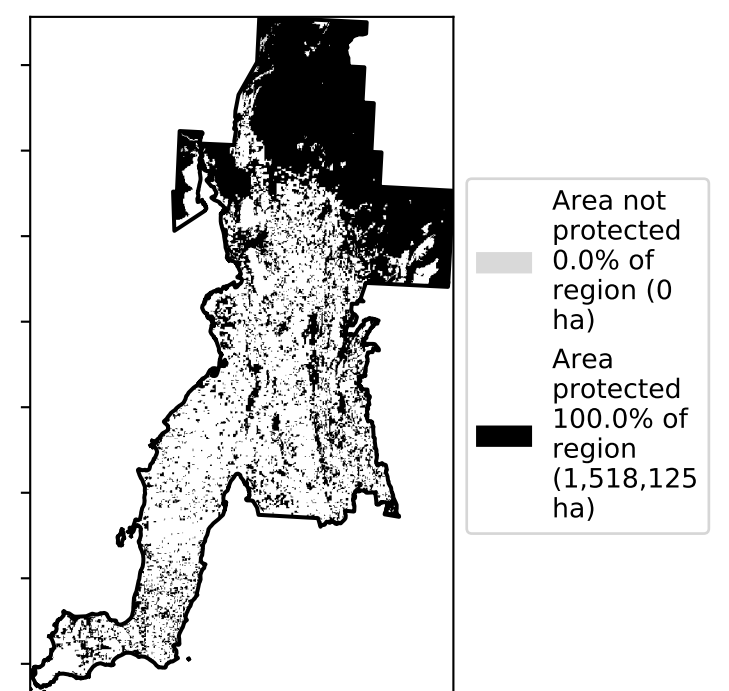 Area not
protected
0.0% of
region (0
ha)
Area
protected
100.0% of
region
(1,518,125
ha)